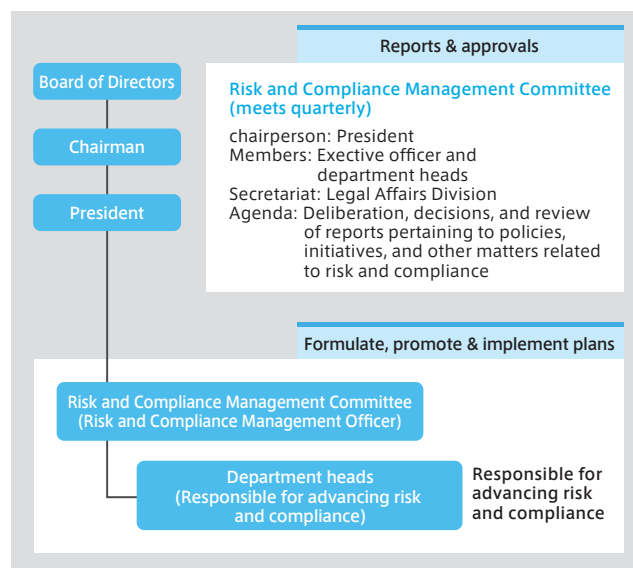 Reports & approvals
Board of Directors
Chairman
President
Risk and Compliance Management Committee
(meets quarterly)
chairperson: President
Members: Exective officer and
department heads
Secretariat: Legal Affairs Division
Agenda: Deliberation, decisions, and review
of reports pertaining to policies,
initiatives, and other matters related
to risk and compliance
Formulate, promote & implement plans
Risk and Compliance Management Committee
(Risk and Compliance Management Officer)
Department heads
(Responsible for advancing risk
and compliance)
Responsible for
advancing risk
and compliance